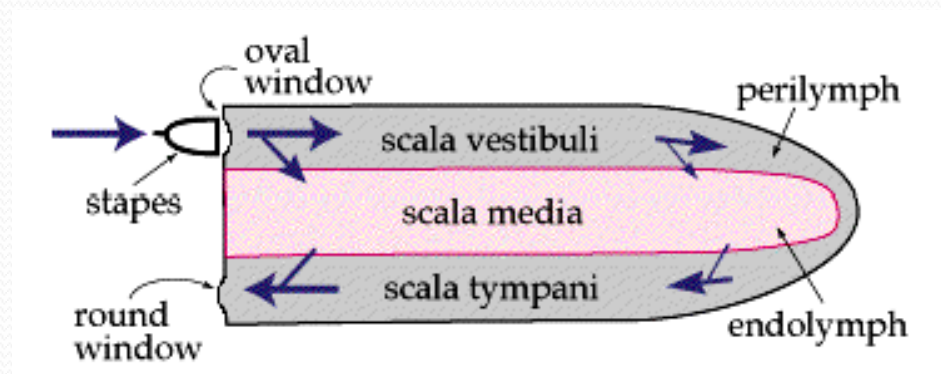 oval
window
perilymph
scala vestibuli
stapes
scala media
scala tympani
round
window
endolymph